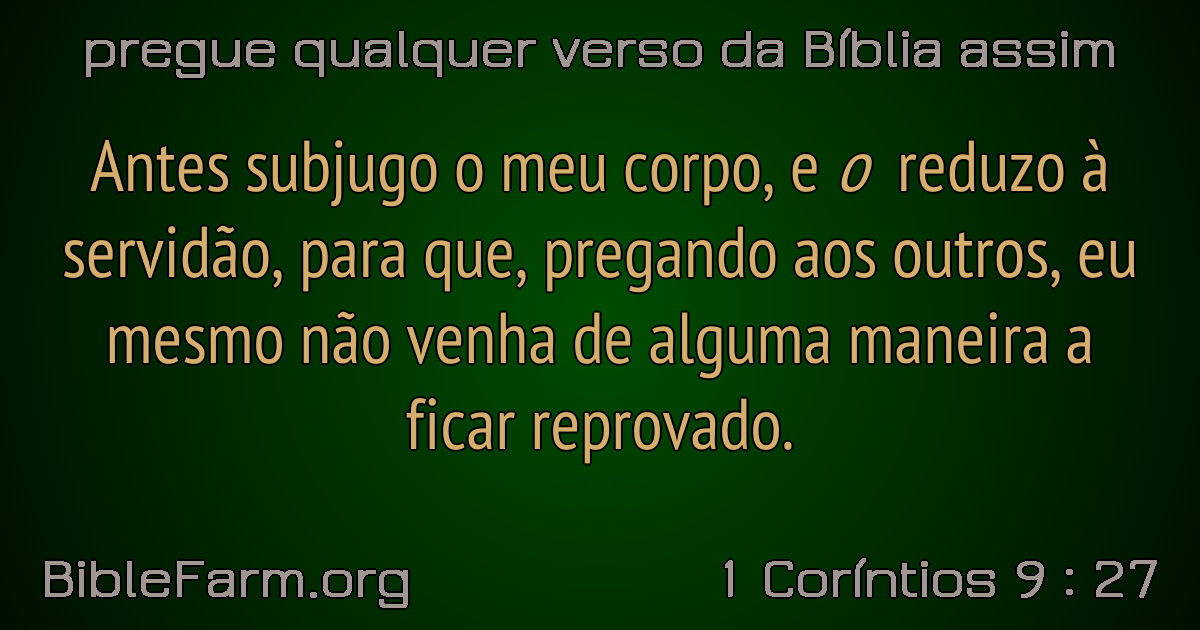 pregue qualquer verso da Bíblia assim
Antes subjugo o meu corpo, e o reduzo à
servidão, para que, pregando aos outros, eu
mesmo não venha de alguma maneira a
ficar reprovado.
BibleFarm.org
1 Coríntios 9 : 27